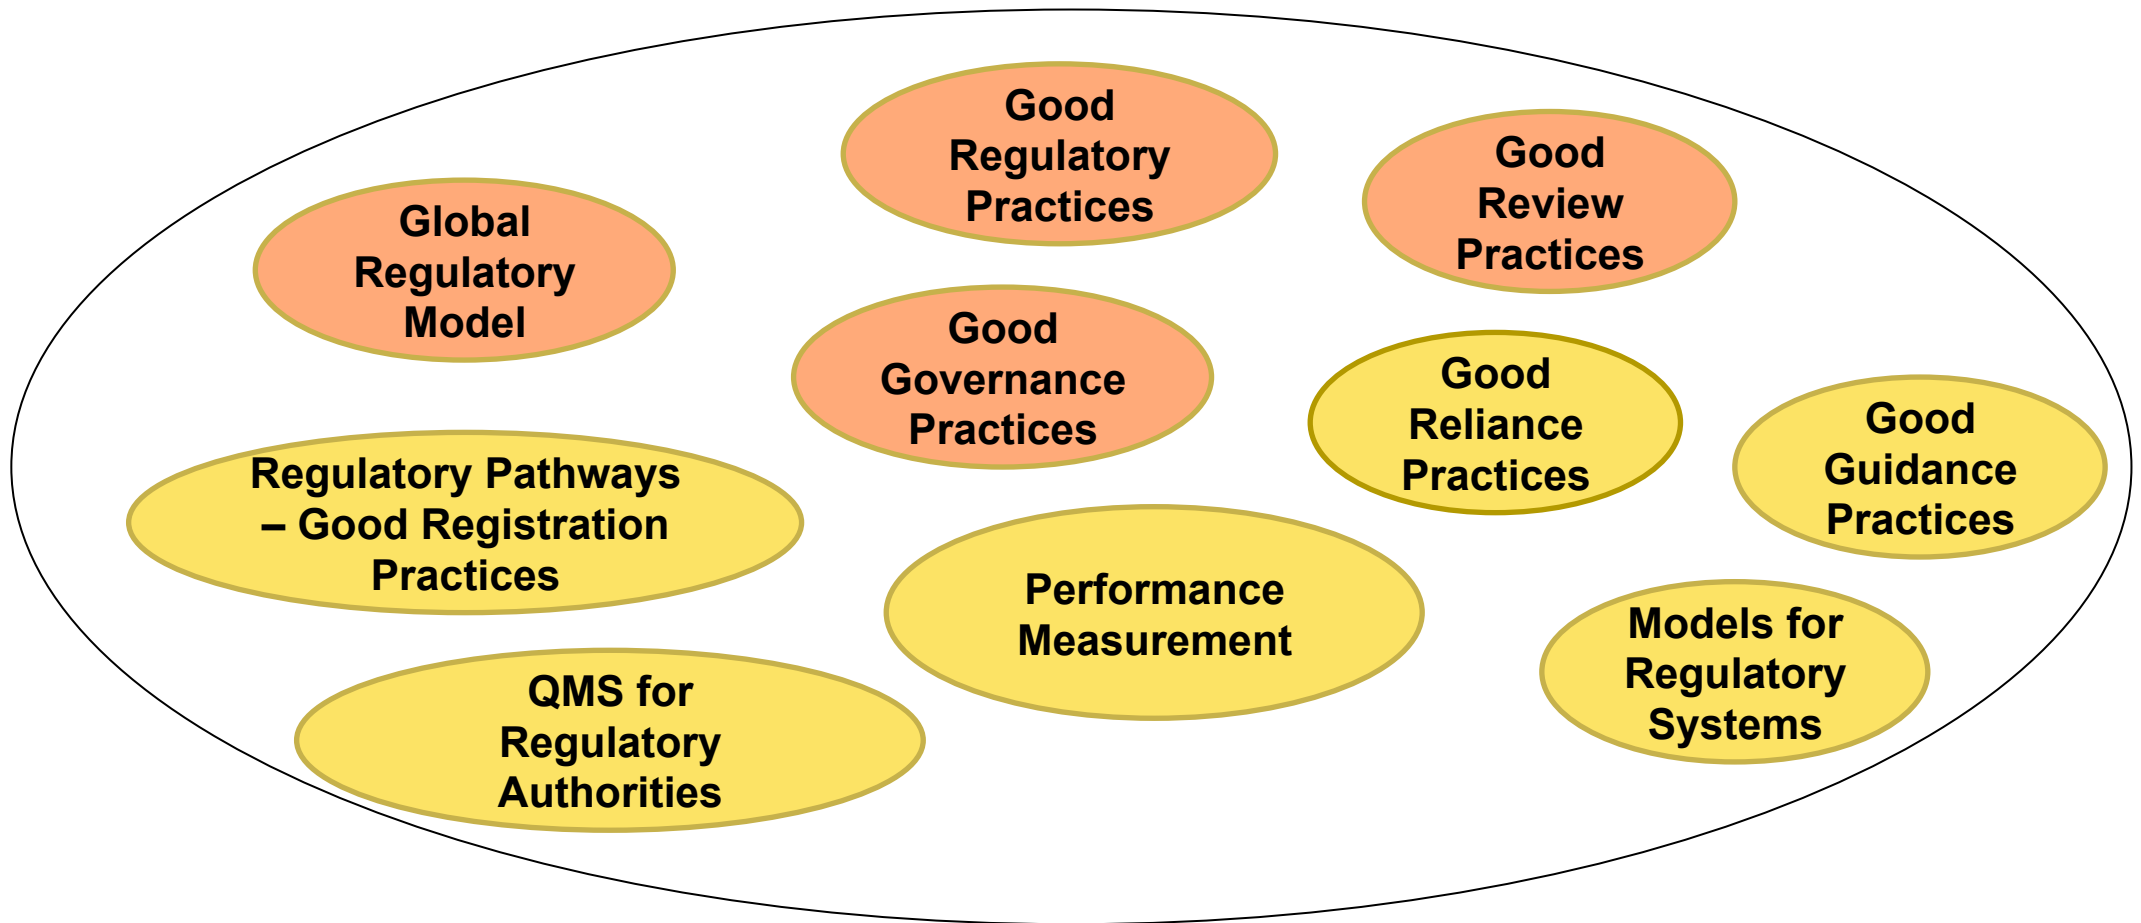 Good
Regulatory
Practices
Good
Review
Practices
Global
Regulatory
Model
Good
Governance
Practices
Good
Reliance
Practices
Good
Guidance
Practices
Regulatory Pathways
– Good Registration
Practices
Performance
Measurement
Models for
Regulatory
Systems
QMS for
Regulatory
Authorities